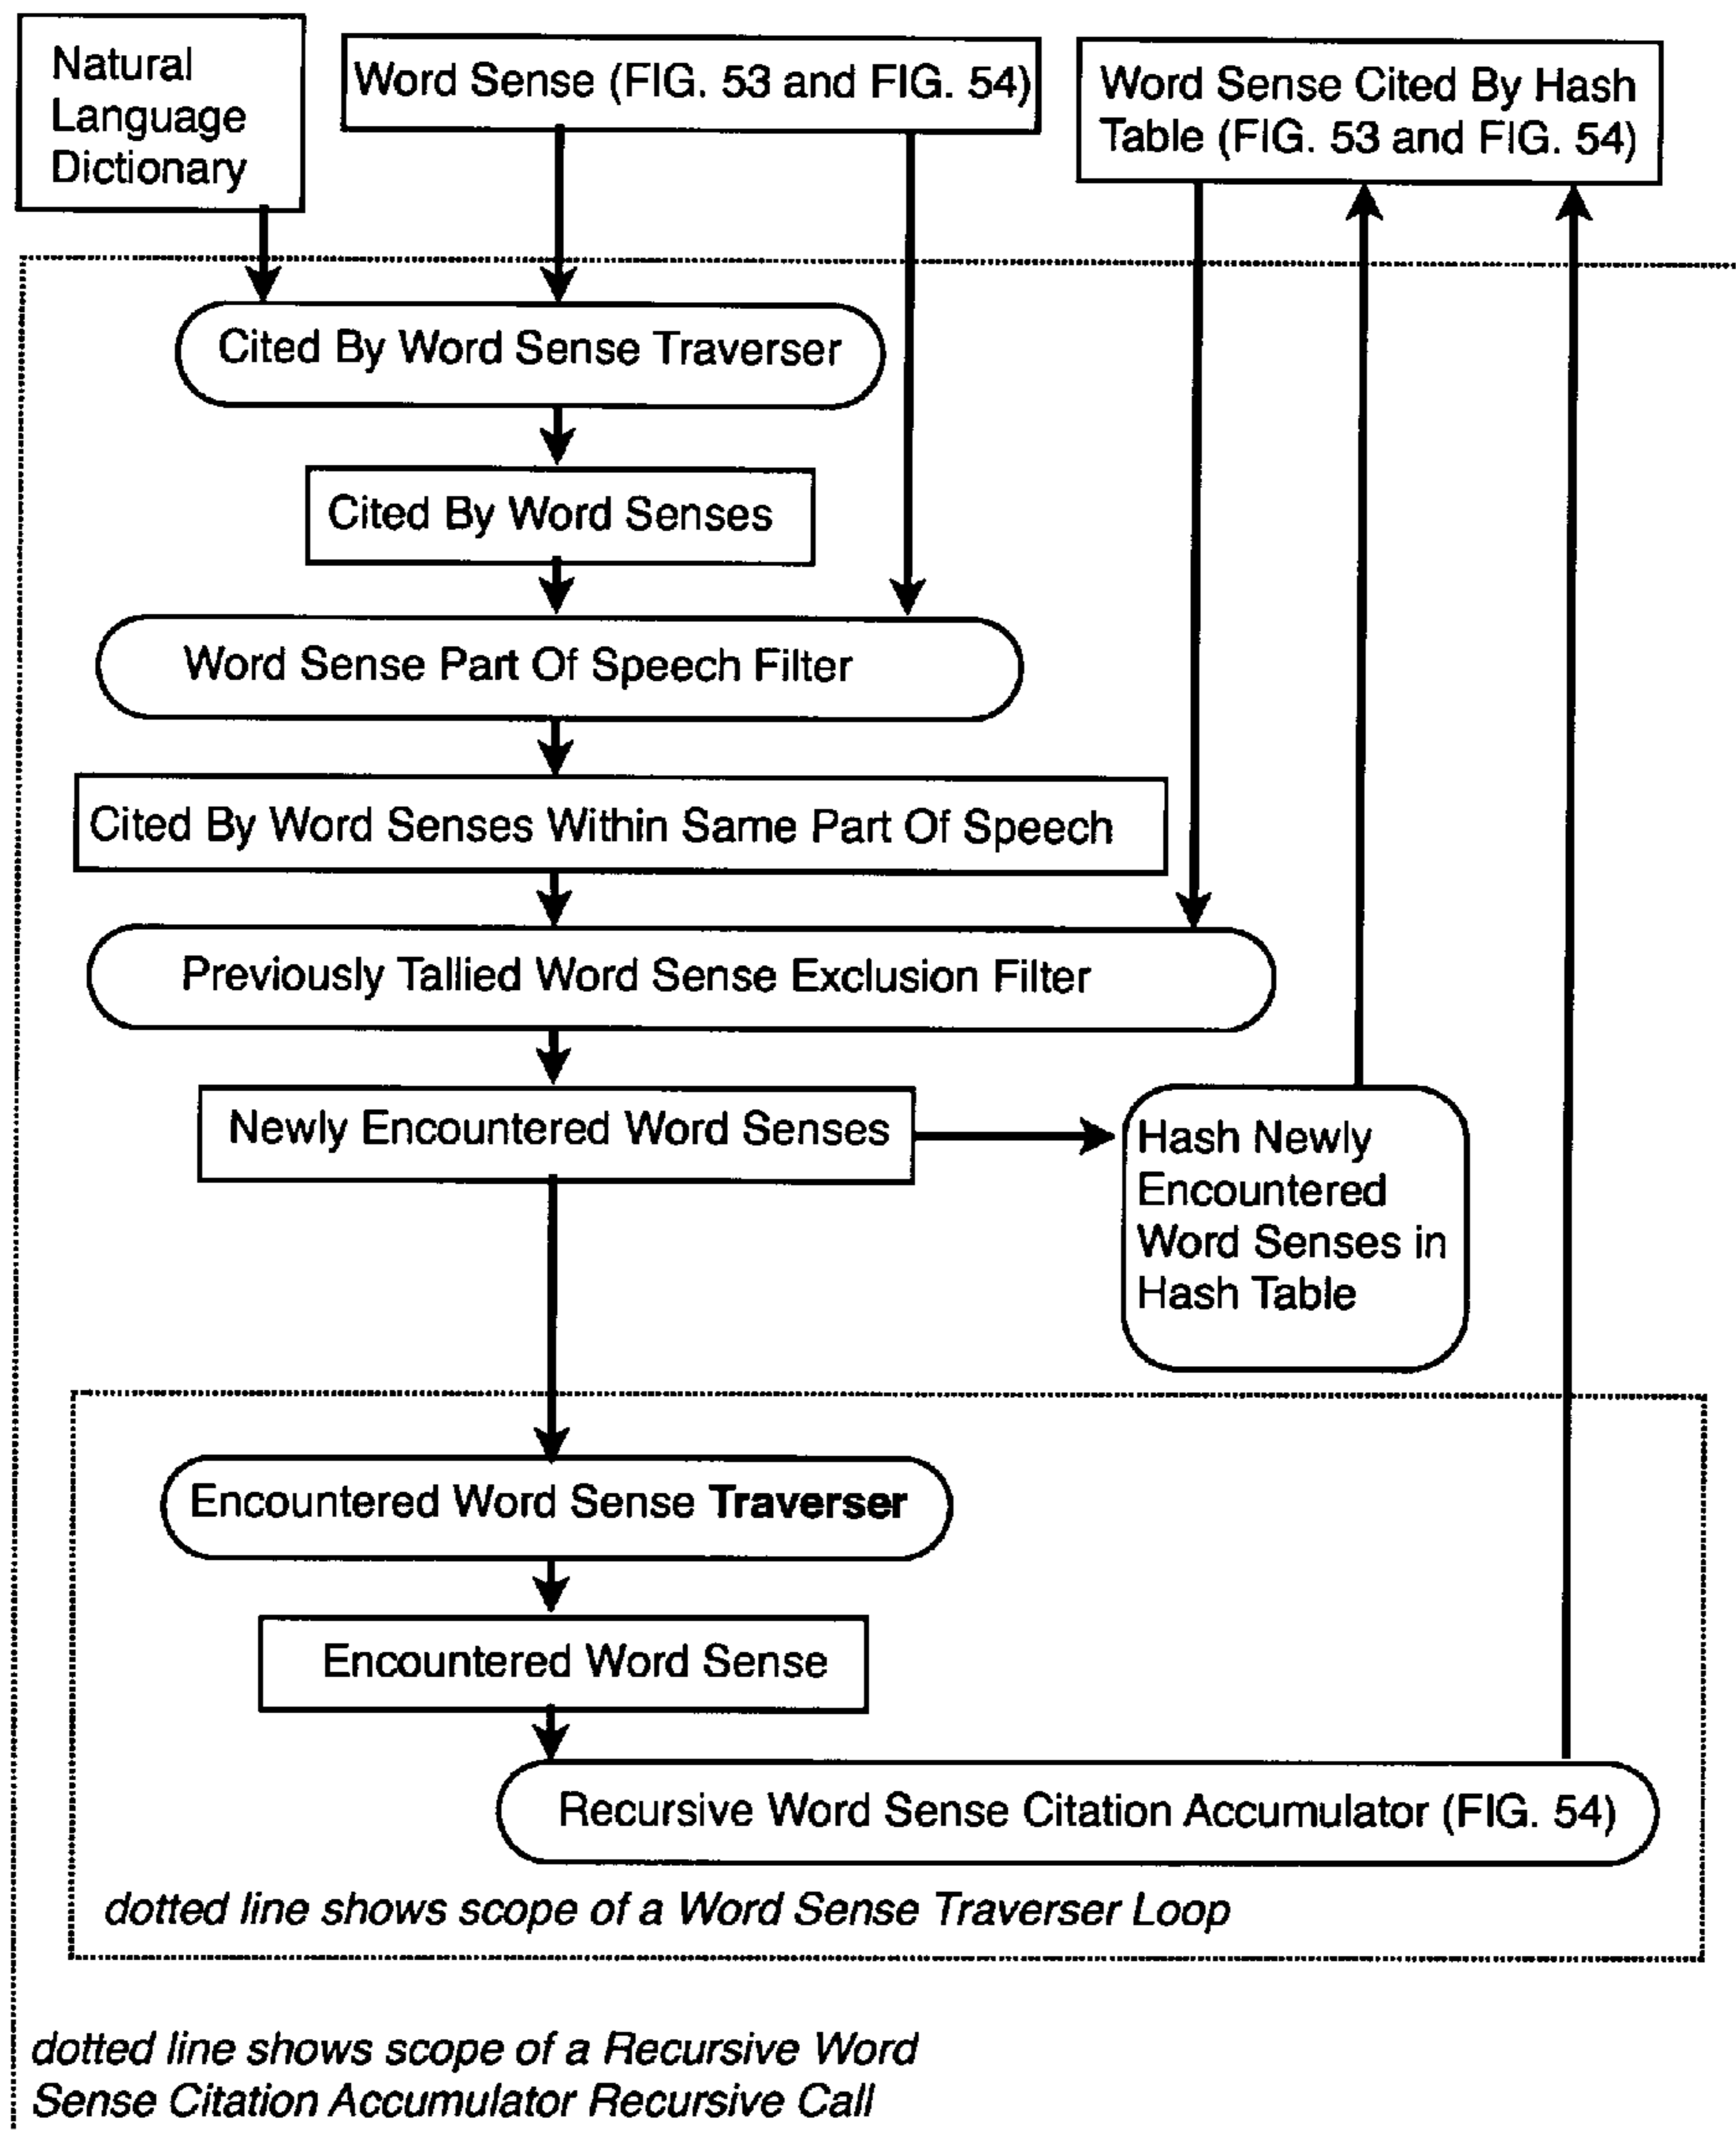 Natural
Language
Dictionary
Word Sense (FIG. 53 and FIG. 54)
Word Sense Cited By Hash
Table (FIG. 53 and FIG. 54)
Cited By Word Sense Traverser
Cited By Word Senses
Word Sense Part Of Speech Filter
Cited By Word Senses Within Same Part Of Speech
Previously Tallied Word Sense Exclusion Filter
Newly Encountered Word Senses
Hash Newly
Encountered
Word Senses in
Hash Table
Encountered Word Sense Traverser
Encountered Word Sense
Recursive Word Sense Citation Accumulator (FIG. 54)
dotted line shows scope of a Word Sense Traverser Loop
dotted line shows scope of a Recursive Word
Sense Citation Accumulator Recursive Call